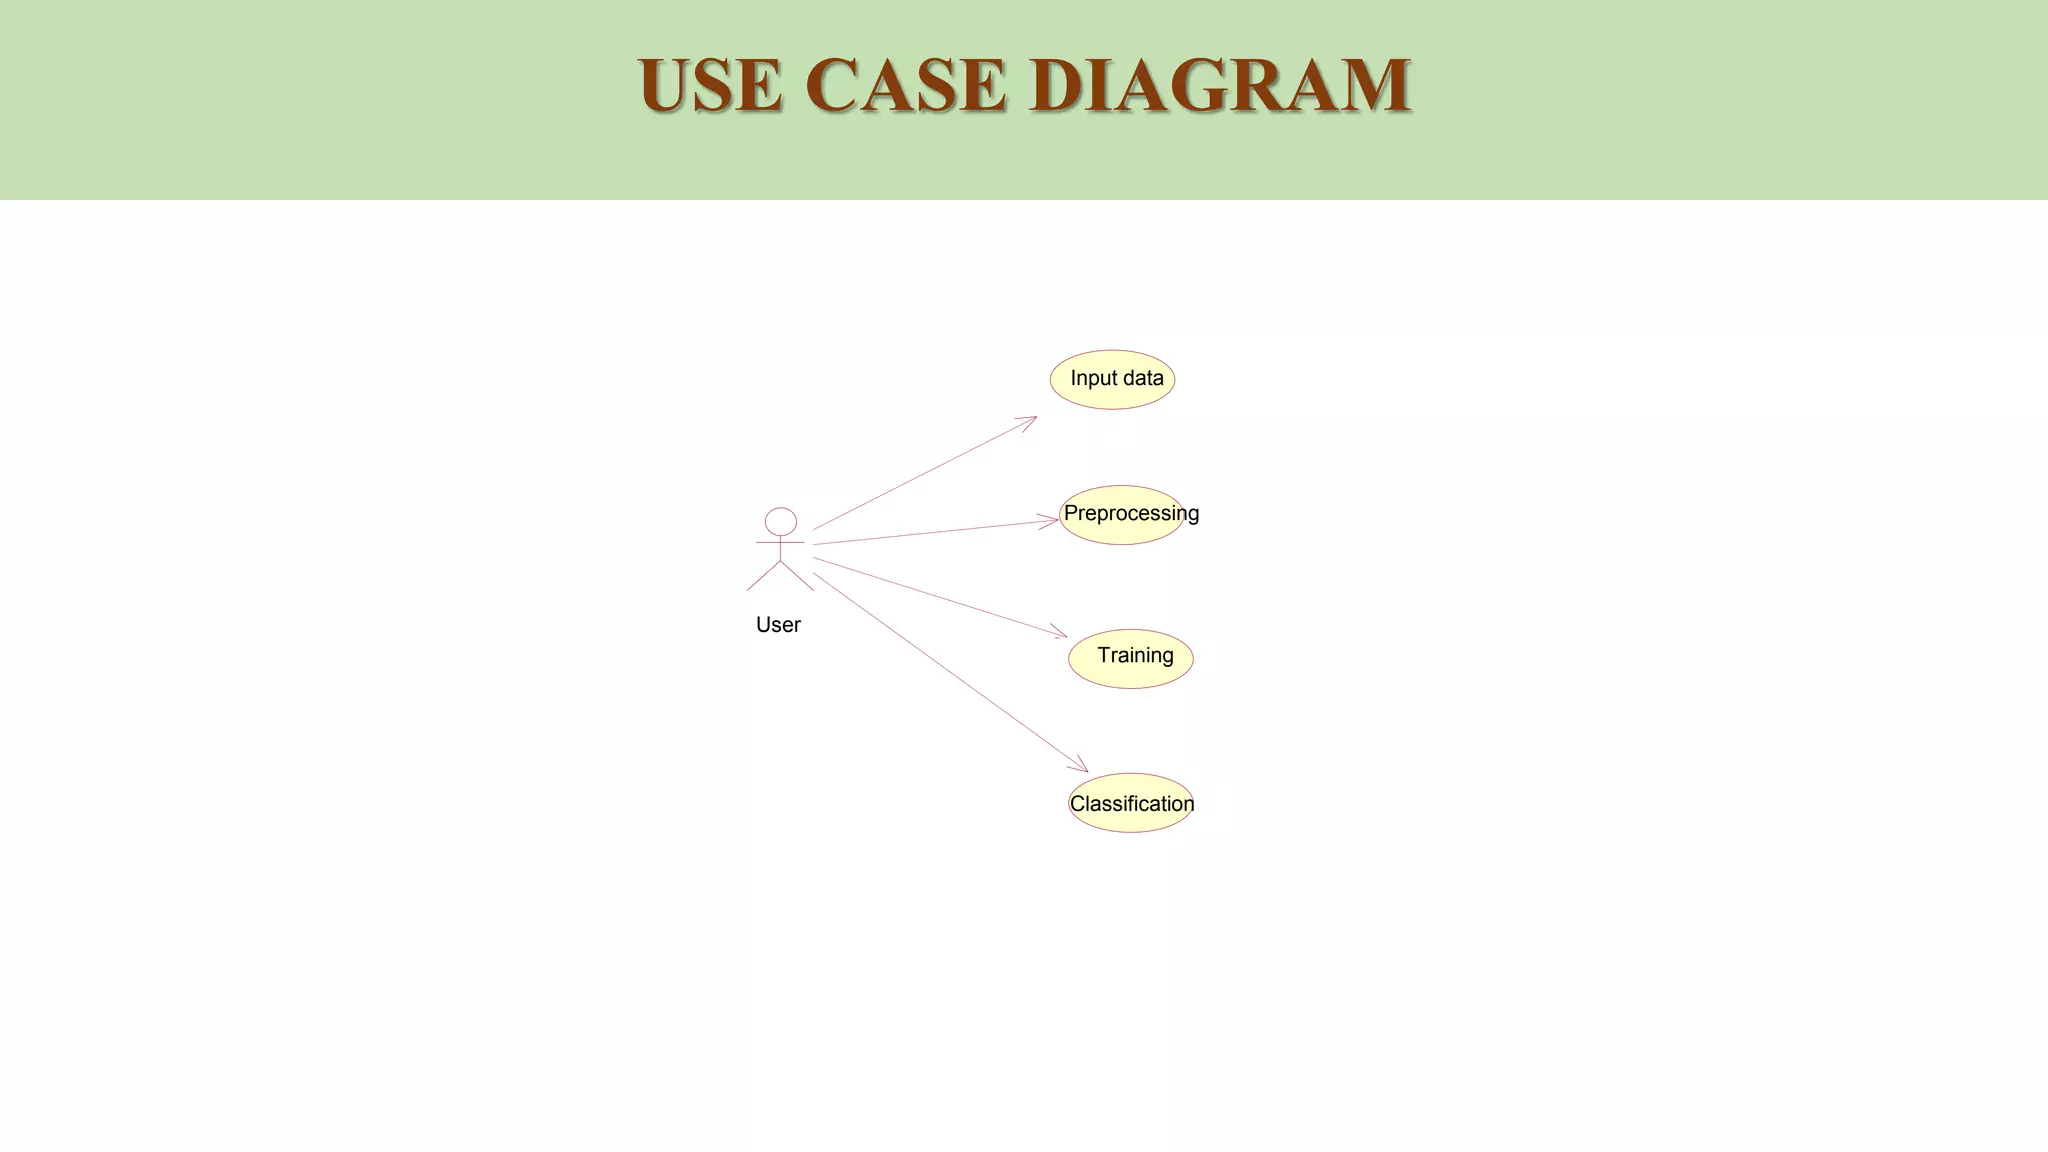 USE CASE DIAGRAM
Input data
Preprocessing
User
Training
Classification